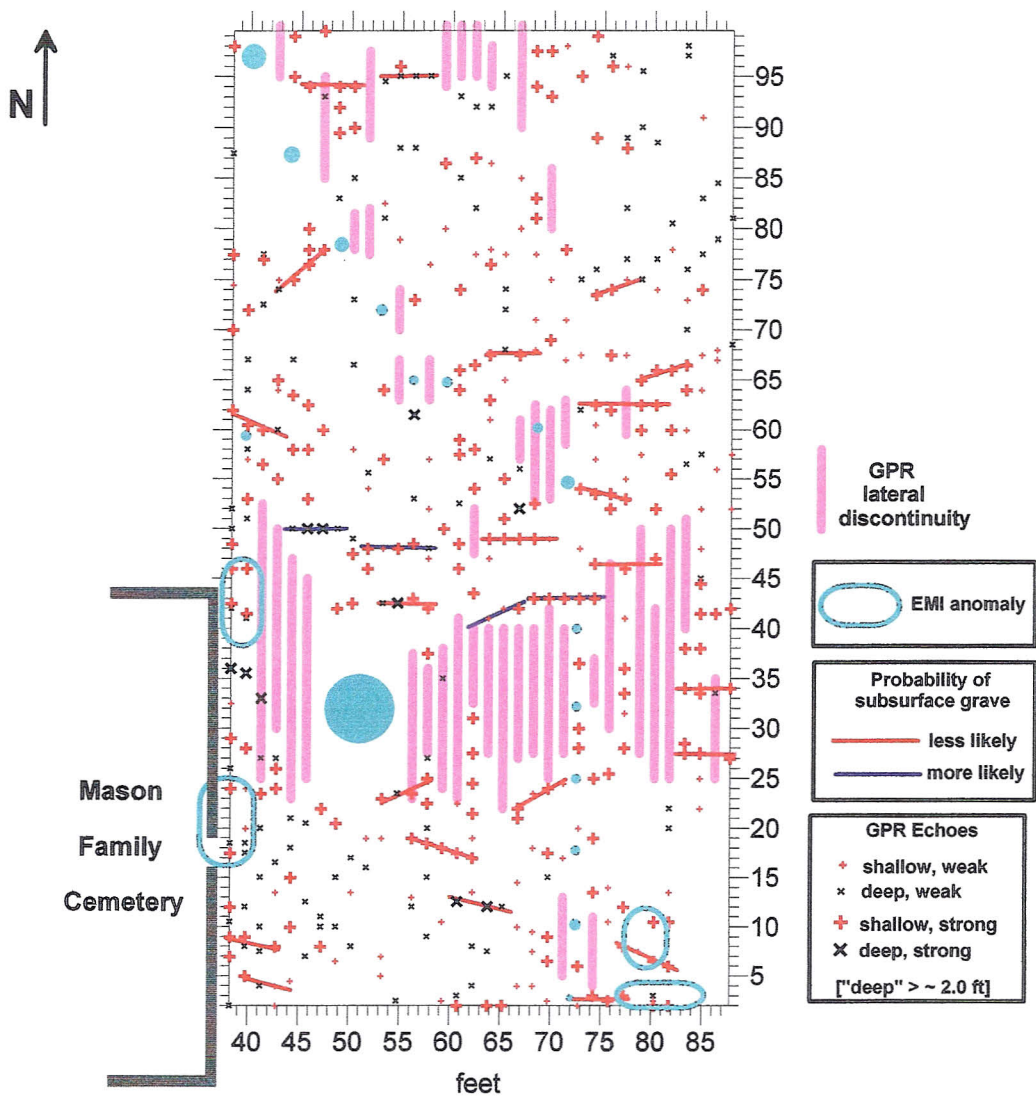 N
95
90
85
80
75
70
65
60
55
50
45
40
35
30
25
20
15
10
5
40 45 50 55 60 65 70 75 80 85
feet
Mason
Family
Cemetery
GPR
lateral
discontinuity
EMI anomaly
Probability of
subsurface grave
less likely
more likely
GPR Echoes
shallow, weak
deep, weak
shallow, strong
deep, strong
["deep" > ~ 2.0 ft]